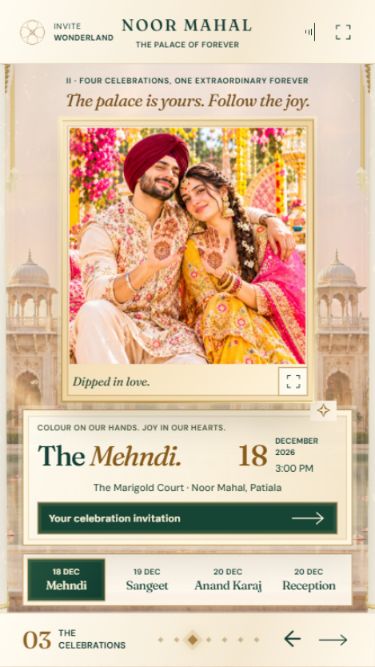 INVITE
WONDERLAND
NOOR MAHAL
THE PALACE OF FOREVER
II · FOUR CELEBRATIONS, ONE EXTRAORDINARY FOREVER
The palace is yours. Follow the joy.
Dipped in love.
COLOUR ON OUR HANDS. JOY IN OUR HEARTS.
The Mehndi.
18
DECEMBER
2026
3:00 PM
The Marigold Court · Noor Mahal, Patiala
Your celebration invitation
18 DEC
Mehndi
19 DEC
Sangeet
20 DEC
Anand Karaj
20 DEC
Reception
03
THE
CELEBRATIONS